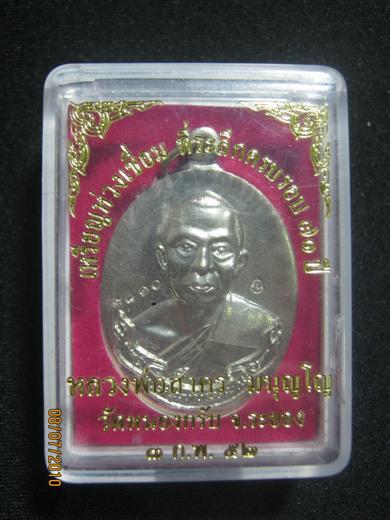 เหรียญห่วงเชื่อม ที่ระลึกครบรอบ ๗๑ ปี
หลวงพ่อสาคร มนุญโญ
วัดหนองกรับ จ.ระยอง
๓ ก.พ. ๕๒
08/07/2010